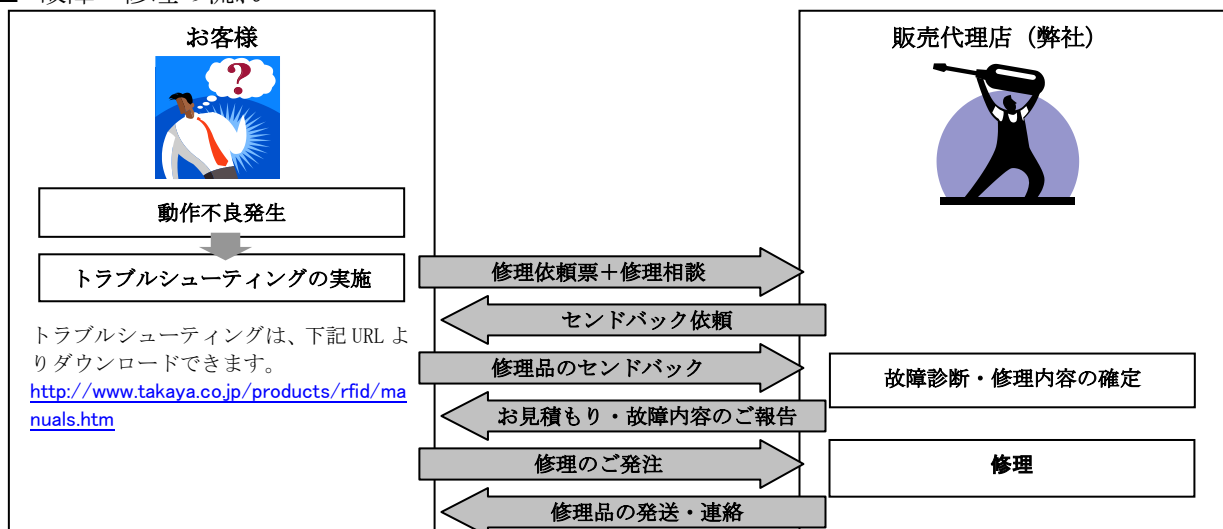 お客様
販売代理店（弊社）
?
動作不良発生
トラブルシューティングの実施
修理依頼票＋修理相談
センドバック依頼
トラブルシューティングは、下記 URL よ
りダウンロードできます。
http://www.takaya.co.jp/products/rfid/ma
nuals.htm
修理品のセンドバック
故障診断・修理内容の確定
お見積もり・故障内容のご報告
修理のご発注
修理
修理品の発送・連絡